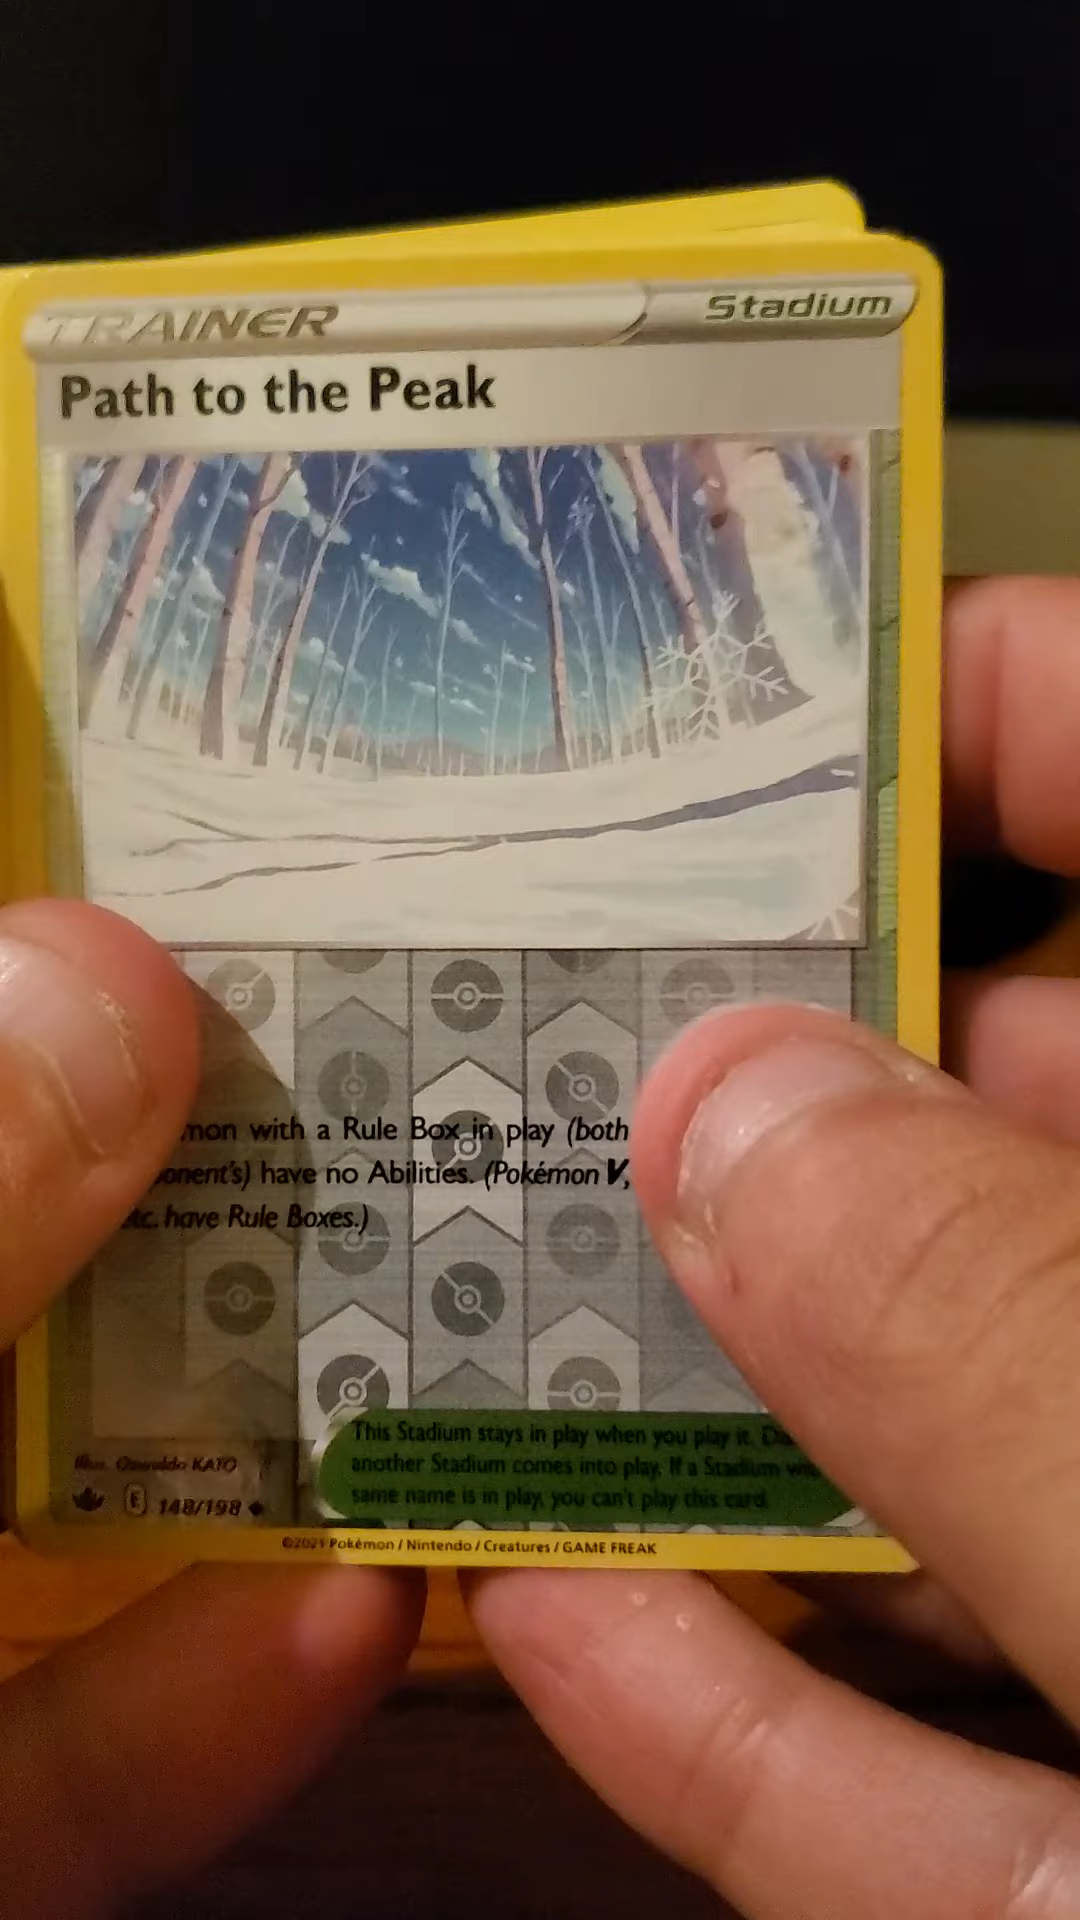 TRAINER
Stadium
Path to the Peak
mon with a Rule Box in play (both
onent's) have no Abilities. (Pokémon V,
etc. have Rule Boxes.)
This Stadium stays in play when you play it.
another Stadium comes into play. If a Stadium
same name is in play, you can't play this card.
Illus. Oswaldo KATO
E 148/198
©2021 Pokémon / Nintendo / Creatures / GAME FREAK